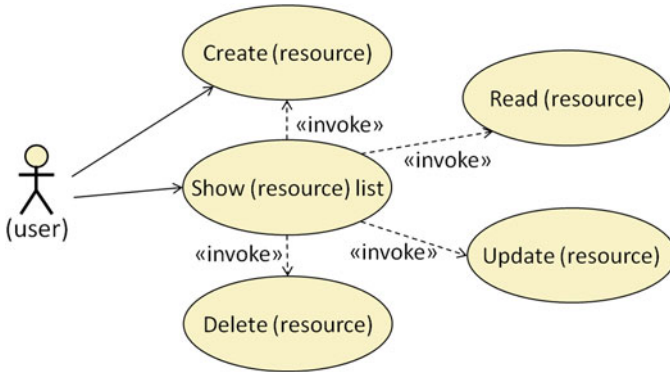 Create (resource)
Read (resource)
«invoke»
«invoke»
Show (resource) list
(user)
«invoke»
«invoke»
Update (resource)
Delete (resource)